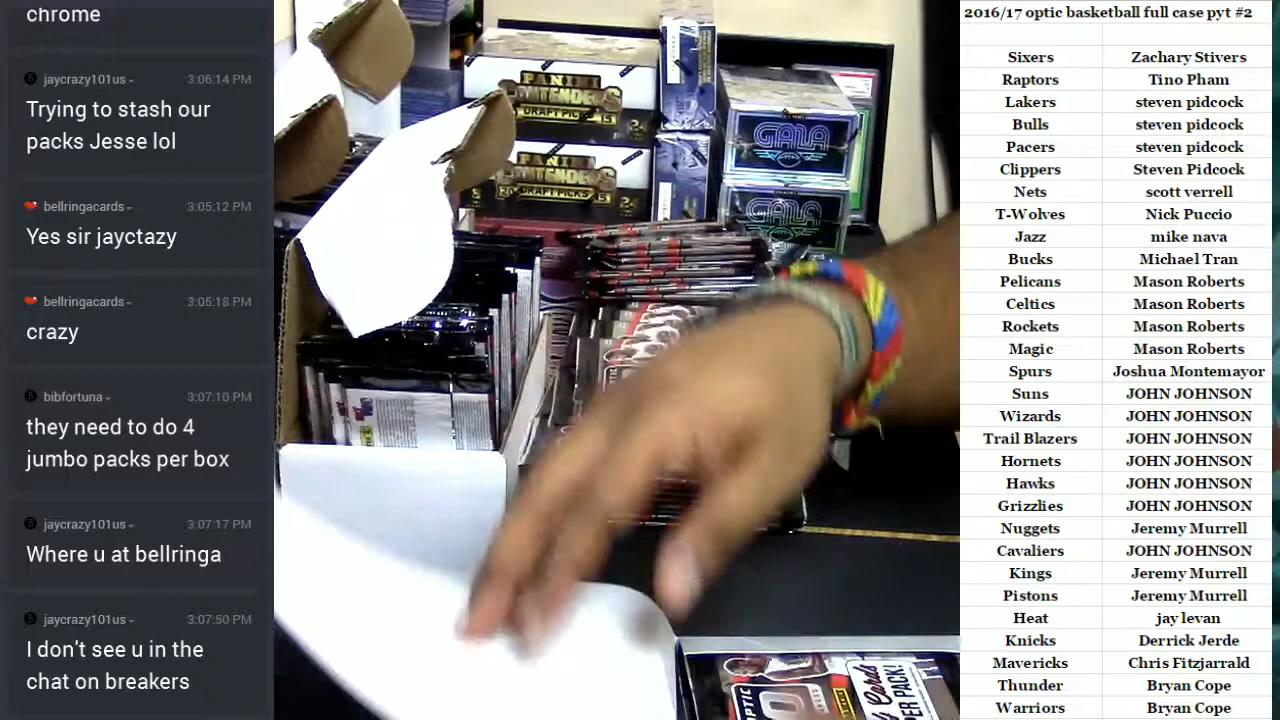 chrome
jaycrazy101us 3:06:14 PM
Trying to stash our
packs Jesse lol
bellringacards 3:05:12 PM
Yes sir jayctazy
bellringacards 3:05:18 PM
crazy
bibfortuna 3:07:10 PM
they need to do 4
jumbo packs per box
jaycrazy101us 3:07:17 PM
Where u at bellringa
jaycrazy101us 3:07:50 PM
I don't see u in the
chat on breakers
PANINI
CONTENDERS
DRAFT PICKS 15
24
PANINI
CONTENDERS
DRAFT PICKS 15
24
GALA
GALA
OPTIC
Cards
PER PACK!
2016/17 optic basketball full case pyt #2
Sixers Zachary Stivers
Raptors Tino Pham
Lakers steven pidcock
Bulls steven pidcock
Pacers steven pidcock
Clippers Steven Pidcock
Nets scott verrell
T-Wolves Nick Puccio
Jazz mike nava
Bucks Michael Tran
Pelicans Mason Roberts
Celtics Mason Roberts
Rockets Mason Roberts
Magic Mason Roberts
Spurs Joshua Montemayor
Suns JOHN JOHNSON
Wizards JOHN JOHNSON
Trail Blazers JOHN JOHNSON
Hornets JOHN JOHNSON
Hawks JOHN JOHNSON
Grizzlies JOHN JOHNSON
Nuggets Jeremy Murrell
Cavaliers JOHN JOHNSON
Kings Jeremy Murrell
Pistons Jeremy Murrell
Heat jay levan
Knicks Derrick Jerde
Mavericks Chris Fitzjarrald
Thunder Bryan Cope
Warriors Bryan Cope